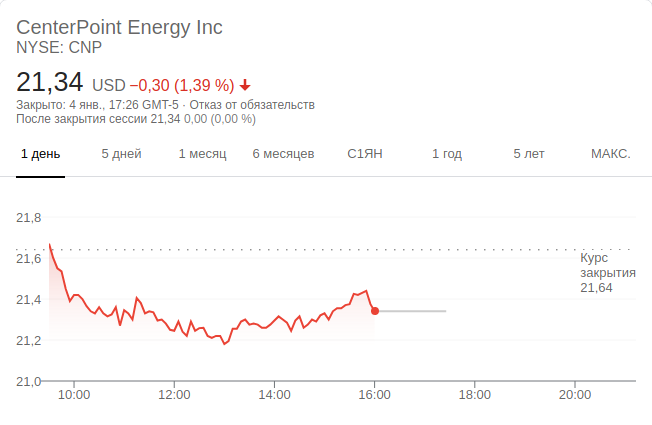 CenterPoint Energy Inc
NYSE: CNP
21,34 USD −0,30 (1,39 %)
Закрыто: 4 янв., 17:26 GMT-5 · Отказ от обязательств
После закрытия сессии 21,34 0,00 (0,00 %)
1 день 5 дней 1 месяц 6 месяцев С1ЯН 1 год 5 лет МАКС.
21,8
21,6
Курс
закрытия
21,64
21,4
21,2
21,0
10:00 12:00 14:00 16:00 18:00 20:00